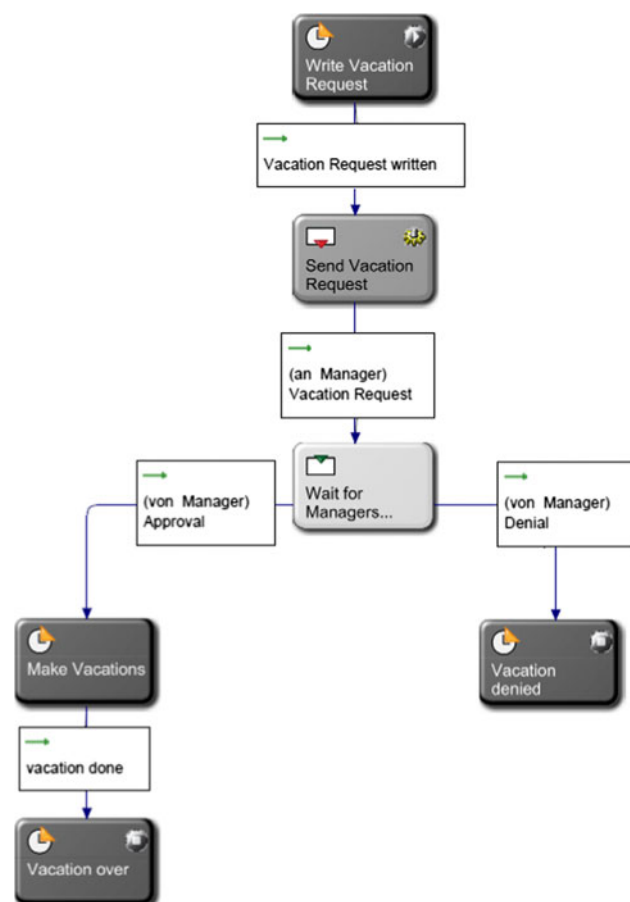 Write Vacation
Request
Vacation Request written
Send Vacation
Request
(an  Manager)
Vacation Request
Wait for
Managers...
(von  Manager)
Approval
(von  Manager)
Denial
Make Vacations
Vacation
denied
vacation done
Vacation over